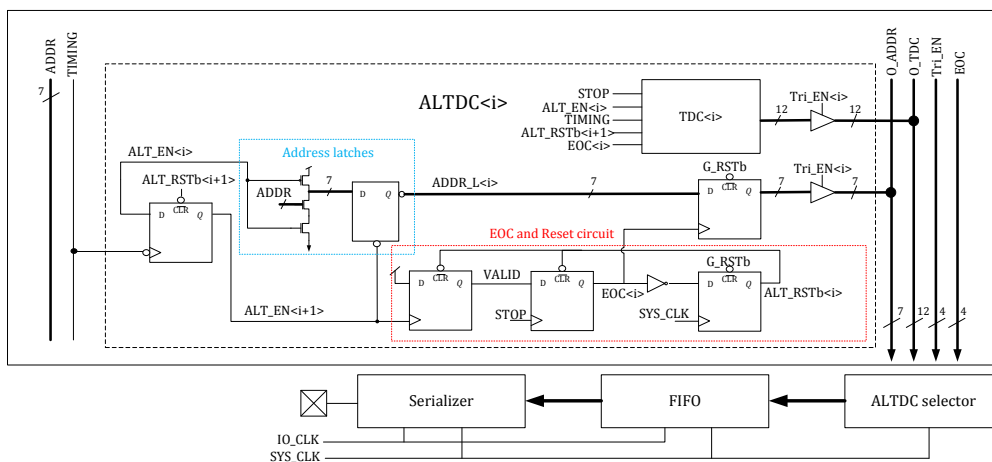 ADDR
TIMING
7
ALTDC<i>
STOP
ALT_EN<i>
TIMING
ALT_RSTb<i+1>
EOC<i>
TDC<i>
12
Tri_EN<i>
12
O_ADDR
O_TDC
Tri_EN
EOC
Address latches
ALT_EN<i>
ALT_RSTb<i+1>
D CLR Q
ADDR
7
D Q
ADDR_L<i>
7
G_RSTb
D CLR Q
7
Tri_EN<i>
7
EOC and Reset circuit
D CLR Q
VALID
D CLR Q
STOP
EOC<i>
G_RSTb
D CLR Q
ALT_RSTb<i>
SYS_CLK
ALT_EN<i+1>
7
12
4
4
Serializer
FIFO
ALTDC selector
IO_CLK
SYS_CLK